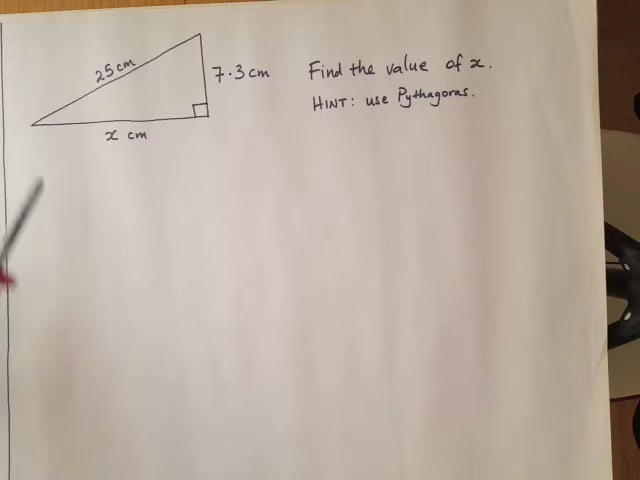 25cm
7.3cm
x cm
Find the value of x.
HINT: use Pythagoras.